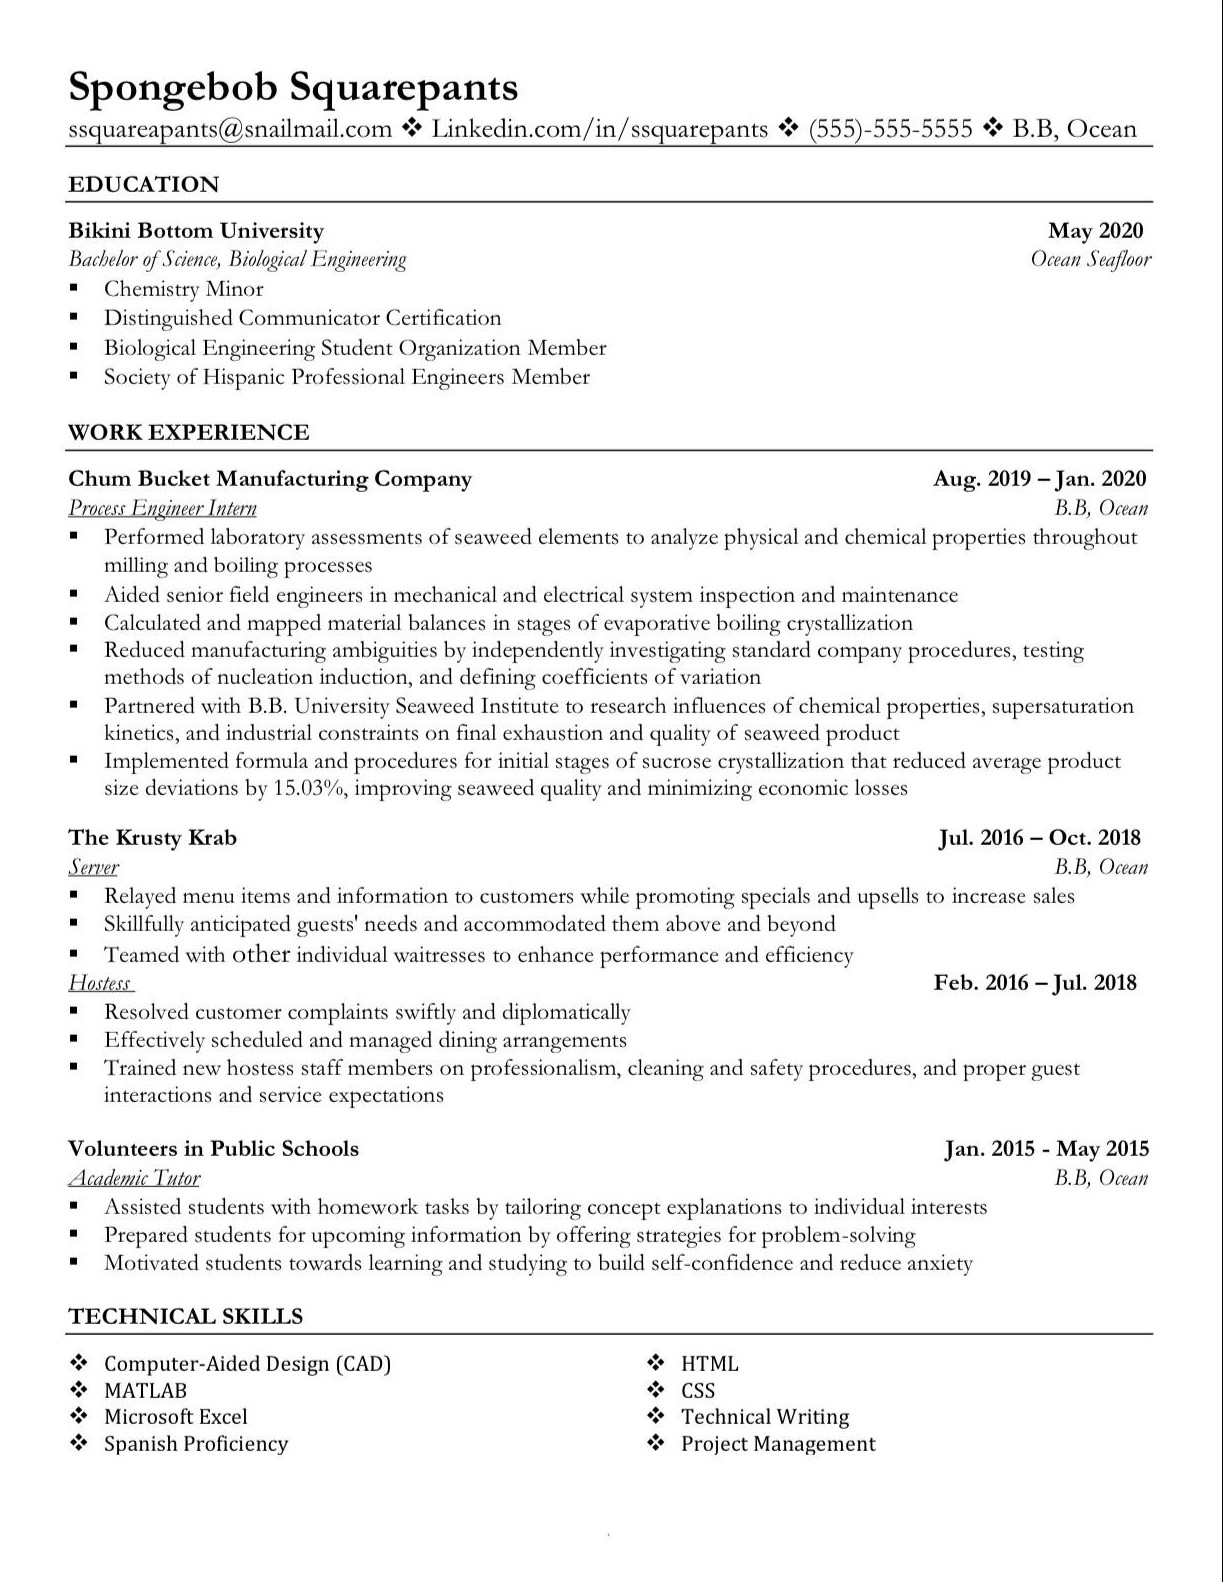 Spongebob Squarepants
ssquareapants@snailmail.com ❖ Linkedin.com/in/ssquarepants ❖ (555)-555-5555 ❖ B.B, Ocean
EDUCATION
Bikini Bottom University May 2020
Bachelor of Science, Biological Engineering Ocean Seafloor
▪ Chemistry Minor
▪ Distinguished Communicator Certification
▪ Biological Engineering Student Organization Member
▪ Society of Hispanic Professional Engineers Member
WORK EXPERIENCE
Chum Bucket Manufacturing Company Aug. 2019 – Jan. 2020
Process Engineer Intern B.B, Ocean
▪ Performed laboratory assessments of seaweed elements to analyze physical and chemical properties throughout
milling and boiling processes
▪ Aided senior field engineers in mechanical and electrical system inspection and maintenance
▪ Calculated and mapped material balances in stages of evaporative boiling crystallization
▪ Reduced manufacturing ambiguities by independently investigating standard company procedures, testing
methods of nucleation induction, and defining coefficients of variation
▪ Partnered with B.B. University Seaweed Institute to research influences of chemical properties, supersaturation
kinetics, and industrial constraints on final exhaustion and quality of seaweed product
▪ Implemented formula and procedures for initial stages of sucrose crystallization that reduced average product
size deviations by 15.03%, improving seaweed quality and minimizing economic losses
The Krusty Krab Jul. 2016 – Oct. 2018
Server B.B, Ocean
▪ Relayed menu items and information to customers while promoting specials and upsells to increase sales
▪ Skillfully anticipated guests' needs and accommodated them above and beyond
▪ Teamed with other individual waitresses to enhance performance and efficiency
Hostess Feb. 2016 – Jul. 2018
▪ Resolved customer complaints swiftly and diplomatically
▪ Effectively scheduled and managed dining arrangements
▪ Trained new hostess staff members on professionalism, cleaning and safety procedures, and proper guest
interactions and service expectations
Volunteers in Public Schools Jan. 2015 - May 2015
Academic Tutor B.B, Ocean
▪ Assisted students with homework tasks by tailoring concept explanations to individual interests
▪ Prepared students for upcoming information by offering strategies for problem-solving
▪ Motivated students towards learning and studying to build self-confidence and reduce anxiety
TECHNICAL SKILLS
❖ Computer-Aided Design (CAD) ❖ HTML
❖ MATLAB ❖ CSS
❖ Microsoft Excel ❖ Technical Writing
❖ Spanish Proficiency ❖ Project Management